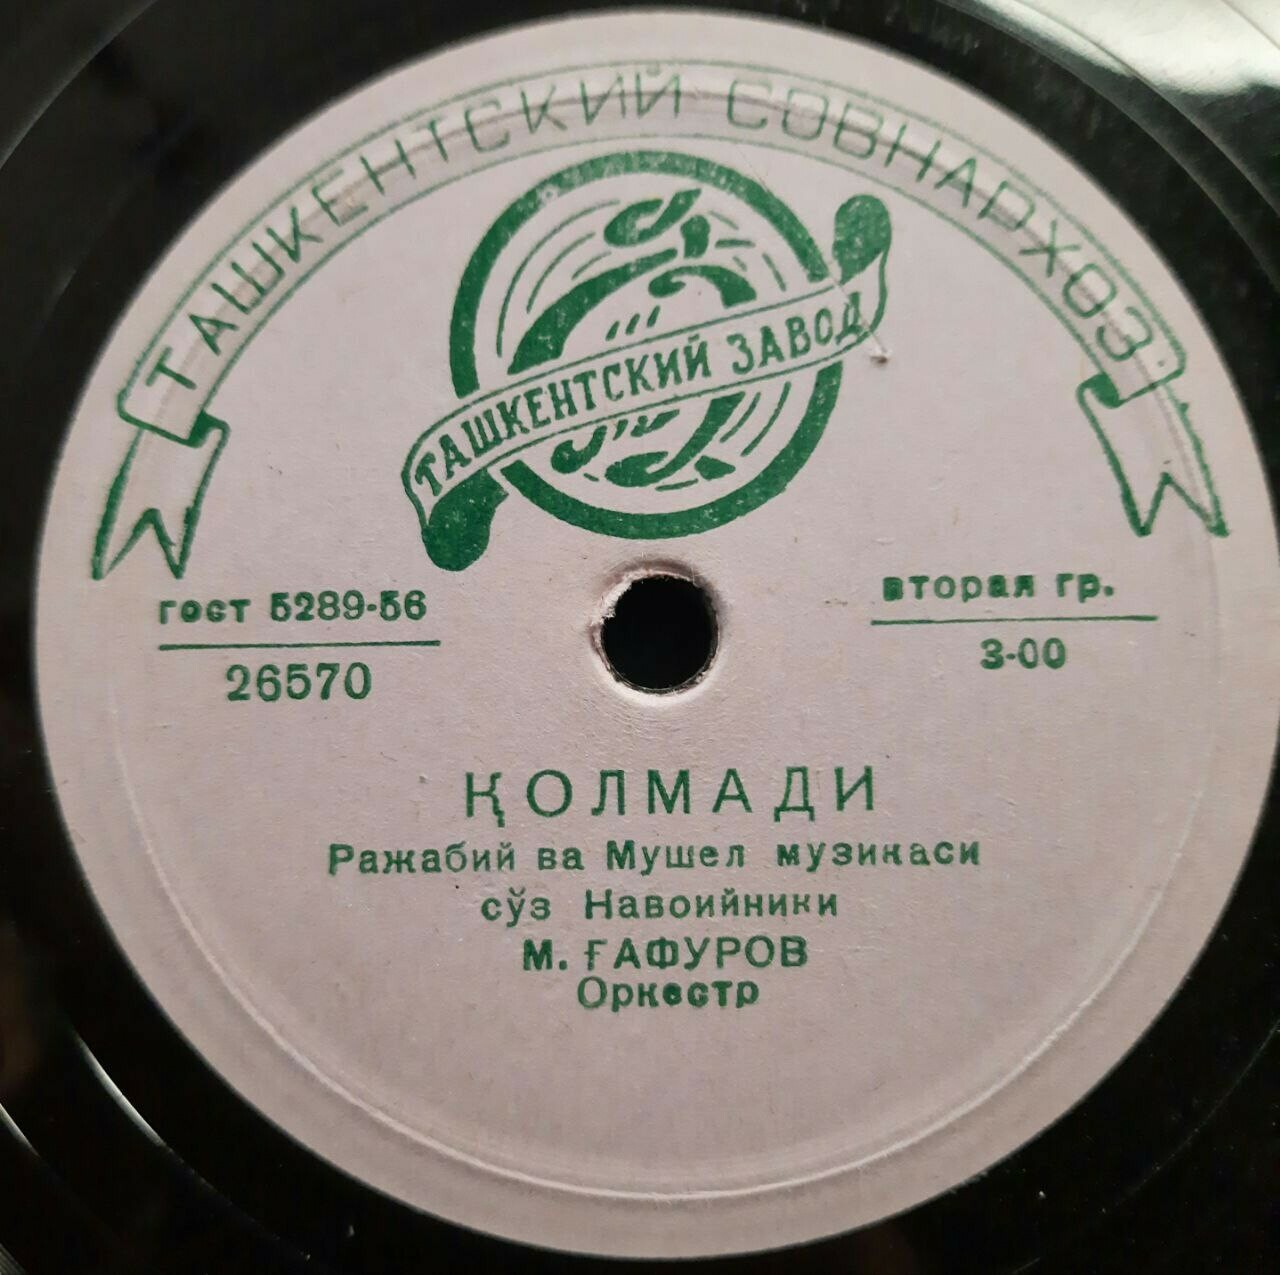 ТАШКЕНТСКИЙ СОВНАРХОЗ
ТАШКЕНТСКИЙ ЗАВОД
гост 5289-56
26570
вторая гр.
3-00
ҚОЛМАДИ
Ражабий ва Мушел музикаси
сўз Навоийники
М. ҒАФУРОВ
Оркестр